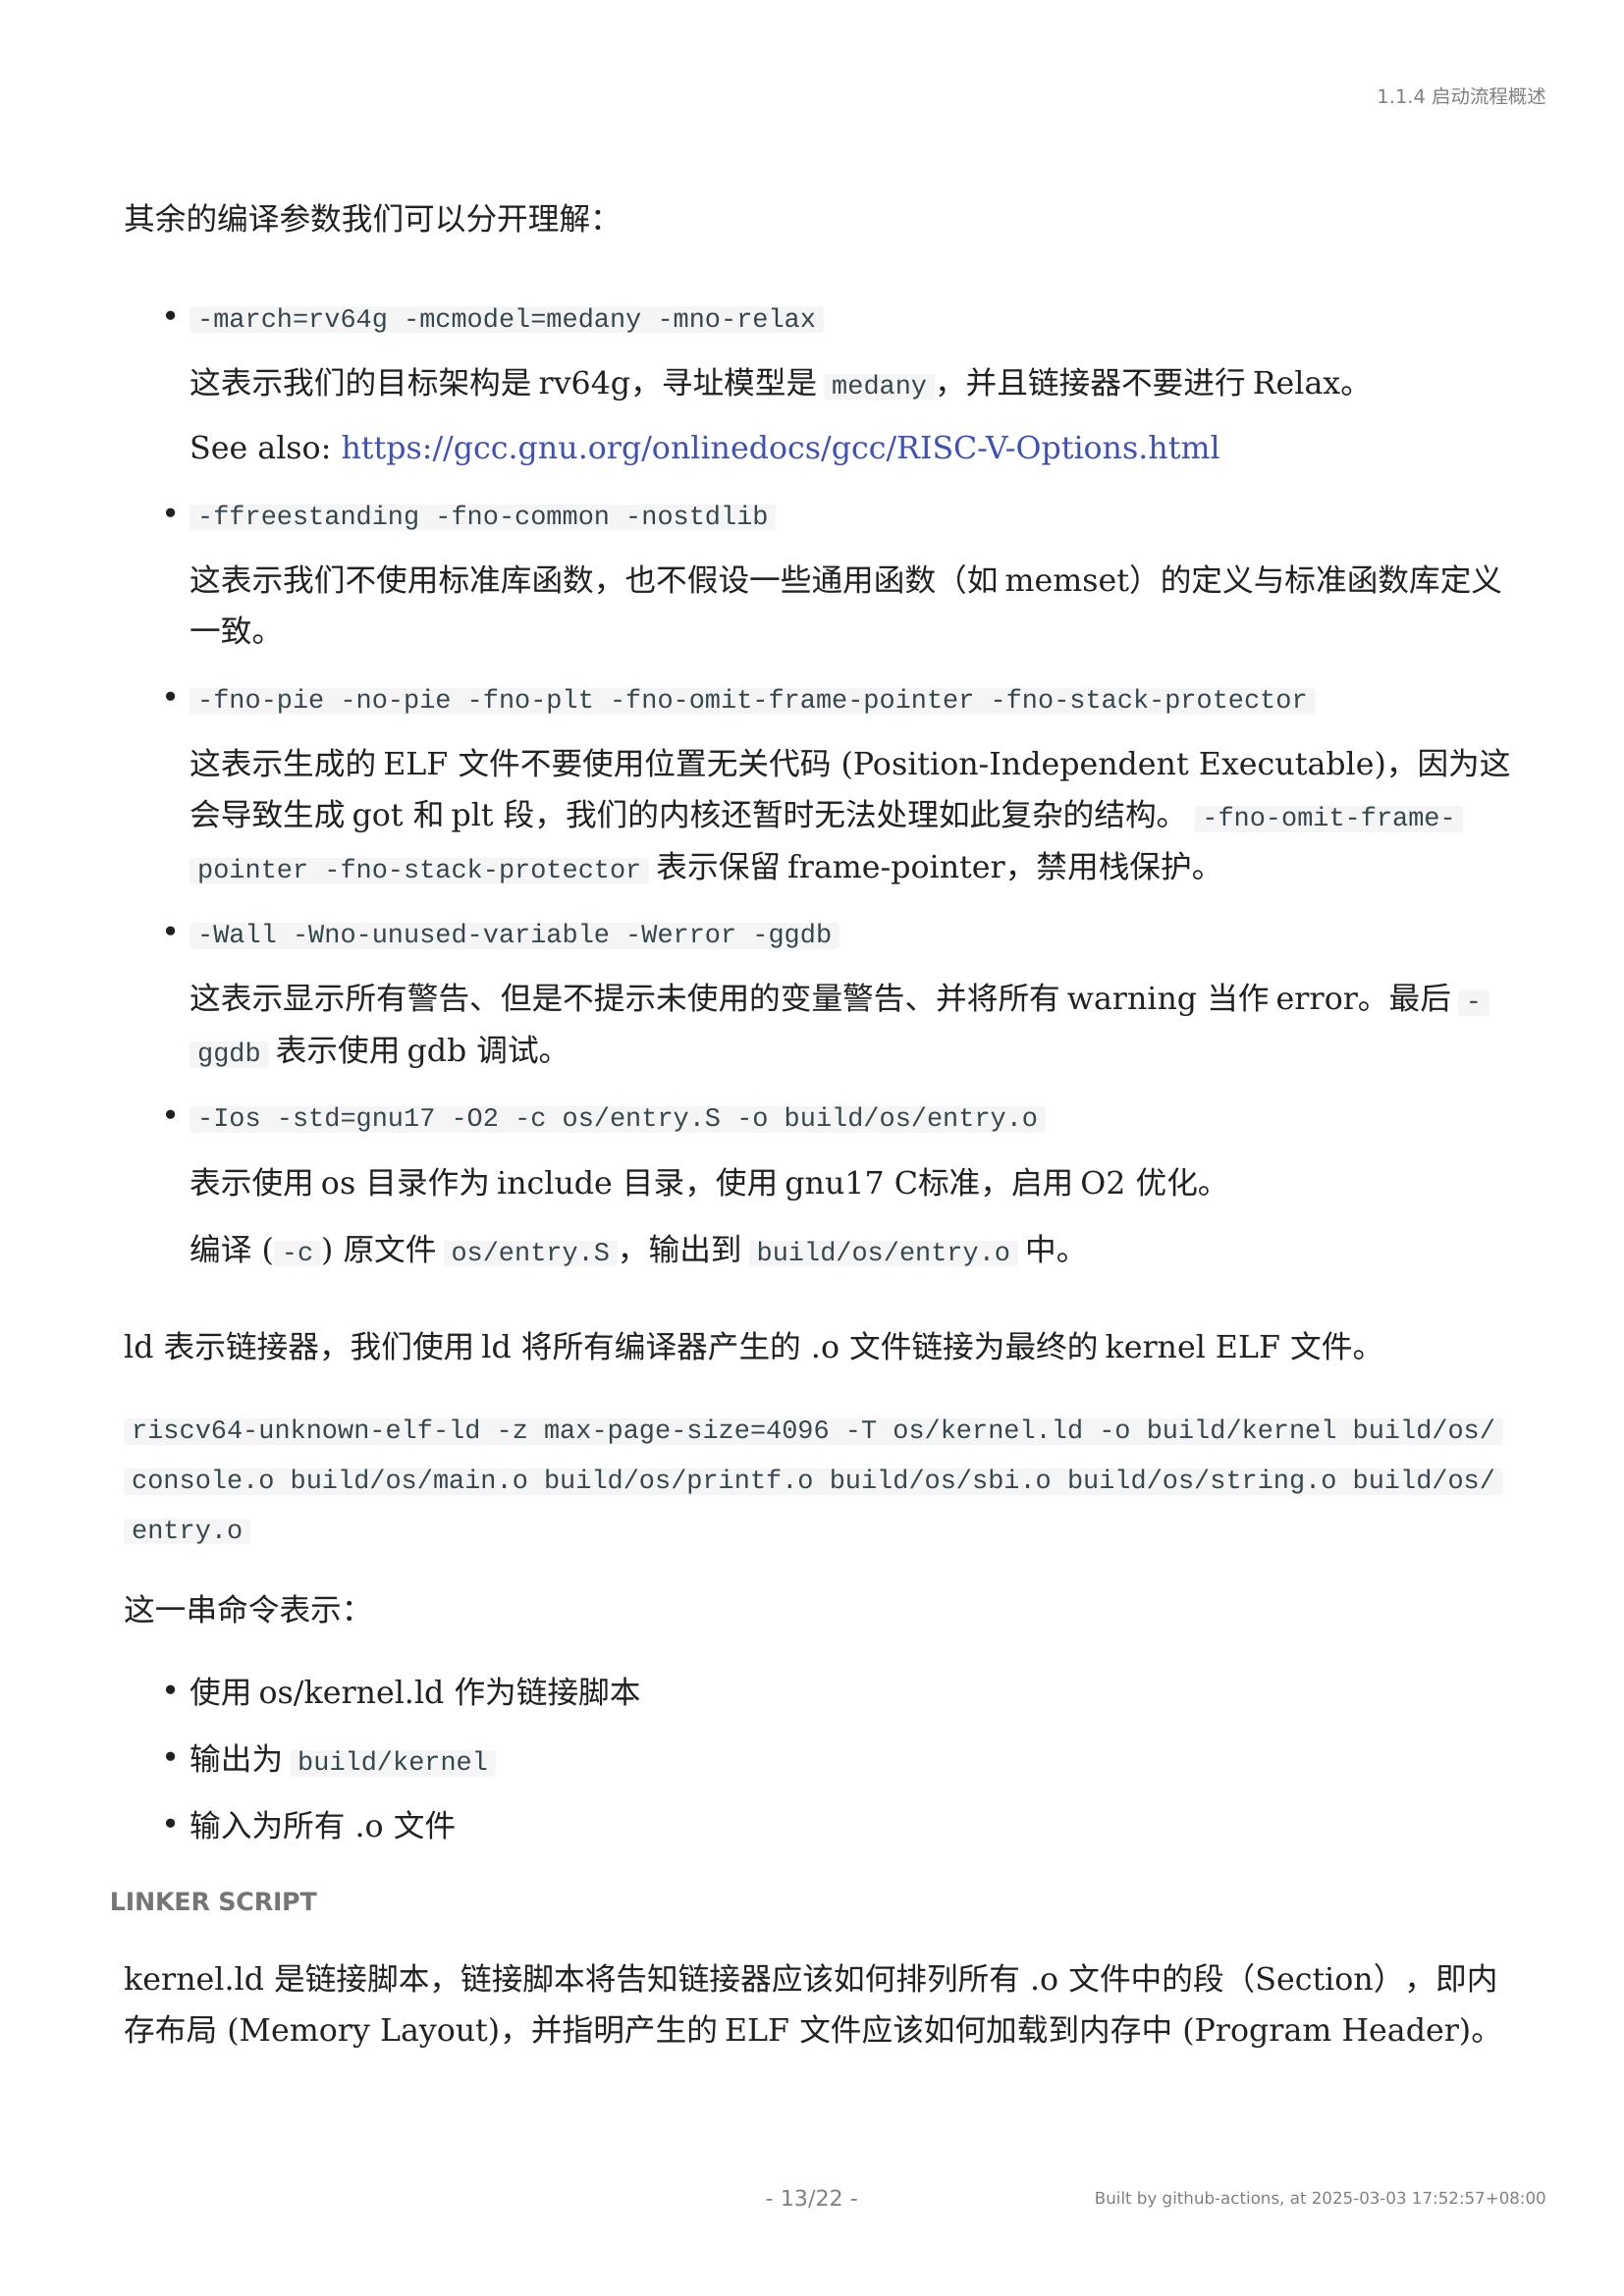 1.1.4 启动流程概述
其余的编译参数我们可以分开理解：
• -march=rv64g -mcmodel=medany -mno-relax
这表示我们的目标架构是 rv64g，寻址模型是 medany，并且链接器不要进行 Relax。
See also: https://gcc.gnu.org/onlinedocs/gcc/RISC-V-Options.html
• -ffreestanding -fno-common -nostdlib
这表示我们不使用标准库函数，也不假设一些通用函数（如 memset）的定义与标准函数库定义
一致。
• -fno-pie -no-pie -fno-plt -fno-omit-frame-pointer -fno-stack-protector
这表示生成的 ELF 文件不要使用位置无关代码 (Position-Independent Executable)，因为这
会导致生成 got 和 plt 段，我们的内核还暂时无法处理如此复杂的结构。 -fno-omit-frame-
pointer -fno-stack-protector 表示保留 frame-pointer，禁用栈保护。
• -Wall -Wno-unused-variable -Werror -ggdb
这表示显示所有警告、但是不提示未使用的变量警告、并将所有 warning 当作 error。最后 -
ggdb 表示使用 gdb 调试。
• -Ios -std=gnu17 -O2 -c os/entry.S -o build/os/entry.o
表示使用 os 目录作为 include 目录，使用 gnu17 C标准，启用 O2 优化。
编译 (-c) 原文件 os/entry.S，输出到 build/os/entry.o 中。
ld 表示链接器，我们使用 ld 将所有编译器产生的 .o 文件链接为最终的 kernel ELF 文件。
riscv64-unknown-elf-ld -z max-page-size=4096 -T os/kernel.ld -o build/kernel build/os/
console.o build/os/main.o build/os/printf.o build/os/sbi.o build/os/string.o build/os/
entry.o
这一串命令表示：
• 使用 os/kernel.ld 作为链接脚本
• 输出为 build/kernel
• 输入为所有 .o 文件
LINKER SCRIPT
kernel.ld 是链接脚本，链接脚本将告知链接器应该如何排列所有 .o 文件中的段（Section），即内
存布局 (Memory Layout)，并指明产生的 ELF 文件应该如何加载到内存中 (Program Header)。
- 13/22 -
Built by github-actions, at 2025-03-03 17:52:57+08:00